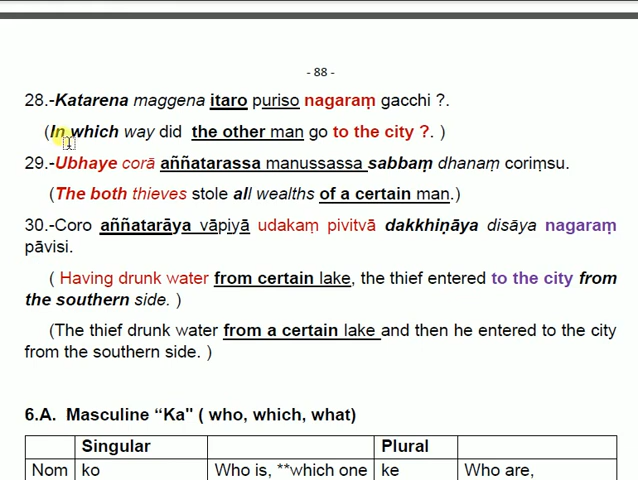 - 88 -
28.-Katarena maggena itaro puriso nagaraṃ gacchi ?.
(In which way did the other man go to the city ?. )
29.-Ubhaye corā aññatarassa manussassa sabbaṃ dhanaṃ coriṃsu.
(The both thieves stole all wealths of a certain man.)
30.-Coro aññatarāya vāpiyā udakaṃ pivitvā dakkhiṇāya disāya nagaraṃ
pāvisi.
( Having drunk water from certain lake, the thief entered to the city from
the southern side. )
(The thief drunk water from a certain lake and then he entered to the city
from the southern side. )
6.A. Masculine “Ka" ( who, which, what)
Singular Plural
Nom ko Who is, **which one ke Who are,